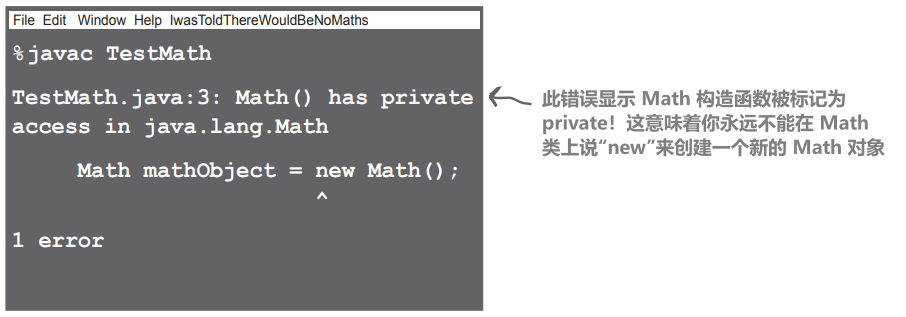 File Edit Window Help IwasToldThereWouldBeNoMaths
%javac TestMath
TestMath.java:3: Math() has private
access in java.lang.Math
Math mathObject = new Math();
^
1 error
此错误显示 Math 构造函数被标记为
private！这意味着你永远不能在 Math
类上说“new”来创建一个新的 Math 对象